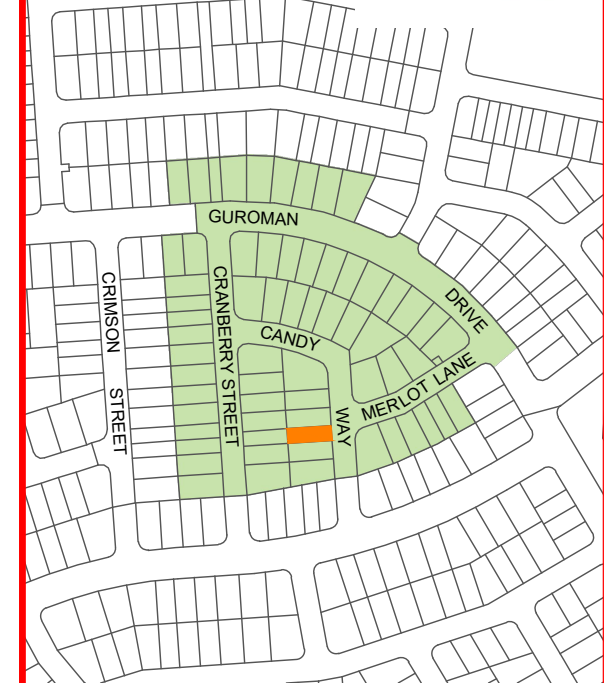 GUROMAN
DRIVE
CRIMSON
STREET
CRANBERRY STREET
CANDY
WAY
MERLOT LANE